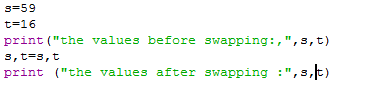 s=59
t=16
print("the values before swapping:,",s,t)
s,t=s,t
print ("the values after swapping :",s,t)